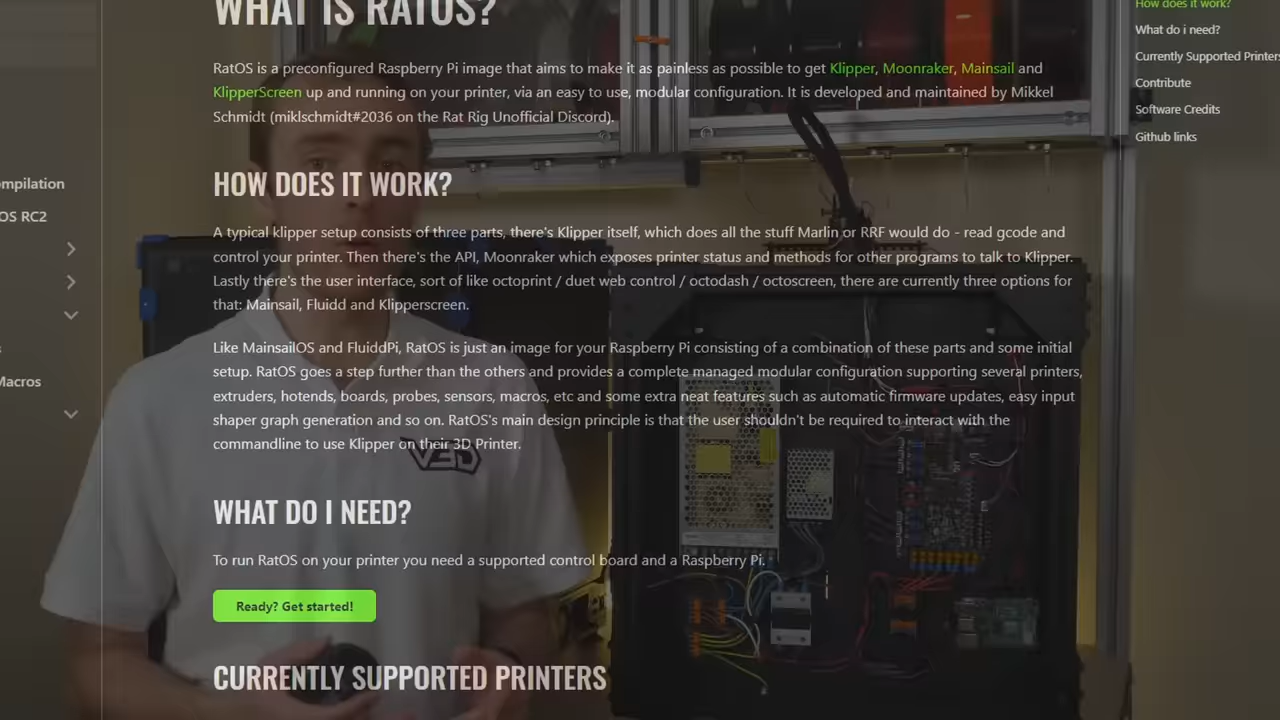 WHAT IS RATOS?
RatOS is a preconfigured Raspberry Pi image that aims to make it as painless as possible to get Klipper, Moonraker, Mainsail and
KlipperScreen up and running on your printer, via an easy to use, modular configuration. It is developed and maintained by Mikkel
Schmidt (miklschmidt#2036 on the Rat Rig Unofficial Discord).
HOW DOES IT WORK?
A typical klipper setup consists of three parts, there's Klipper itself, which does all the stuff Marlin or RRF would do - read gcode and
control your printer. Then there's the API, Moonraker which exposes printer status and methods for other programs to talk to Klipper.
Lastly there's the user interface, sort of like octoprint / duet web control / octodash / octoscreen, there are currently three options for
that: Mainsail, Fluidd and Klipperscreen.
Like MainsailOS and FluiddPi, RatOS is just an image for your Raspberry Pi consisting of a combination of these parts and some initial
setup. RatOS goes a step further than the others and provides a complete managed modular configuration supporting several printers,
extruders, hotends, boards, probes, sensors, macros, etc and some extra neat features such as automatic firmware updates, easy input
shaper graph generation and so on. RatOS's main design principle is that the user shouldn't be required to interact with the
commandline to use Klipper on their 3D Printer.
WHAT DO I NEED?
To run RatOS on your printer you need a supported control board and a Raspberry Pi.
Ready? Get started!
CURRENTLY SUPPORTED PRINTERS
How does it work?
What do i need?
Currently Supported Printers
Contribute
Software Credits
Github links
mpilation
OS RC2
Macros